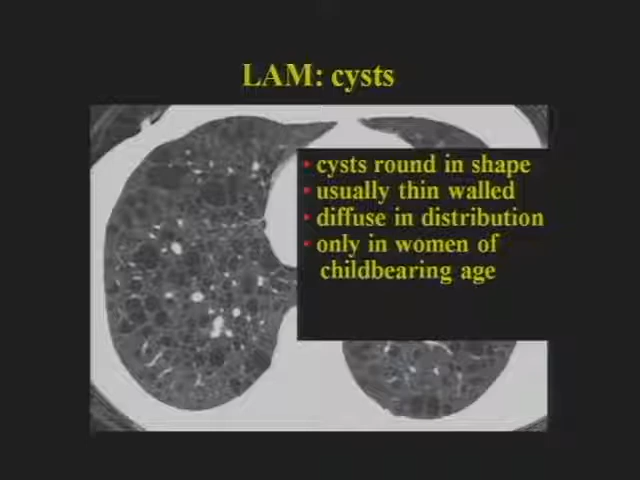 LAM: cysts
• cysts round in shape
• usually thin walled
• diffuse in distribution
• only in women of
childbearing age